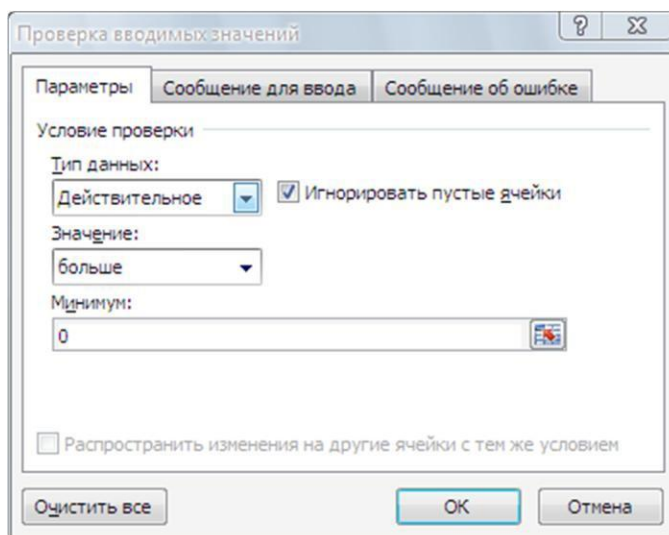 Проверка вводимых значений
Параметры Сообщение для ввода Сообщение об ошибке
Условие проверки
Тип данных:
Действительное Игнорировать пустые ячейки
Значение:
больше
Минимум:
0
Распространить изменения на другие ячейки с тем же условием
Очистить все ОК Отмена